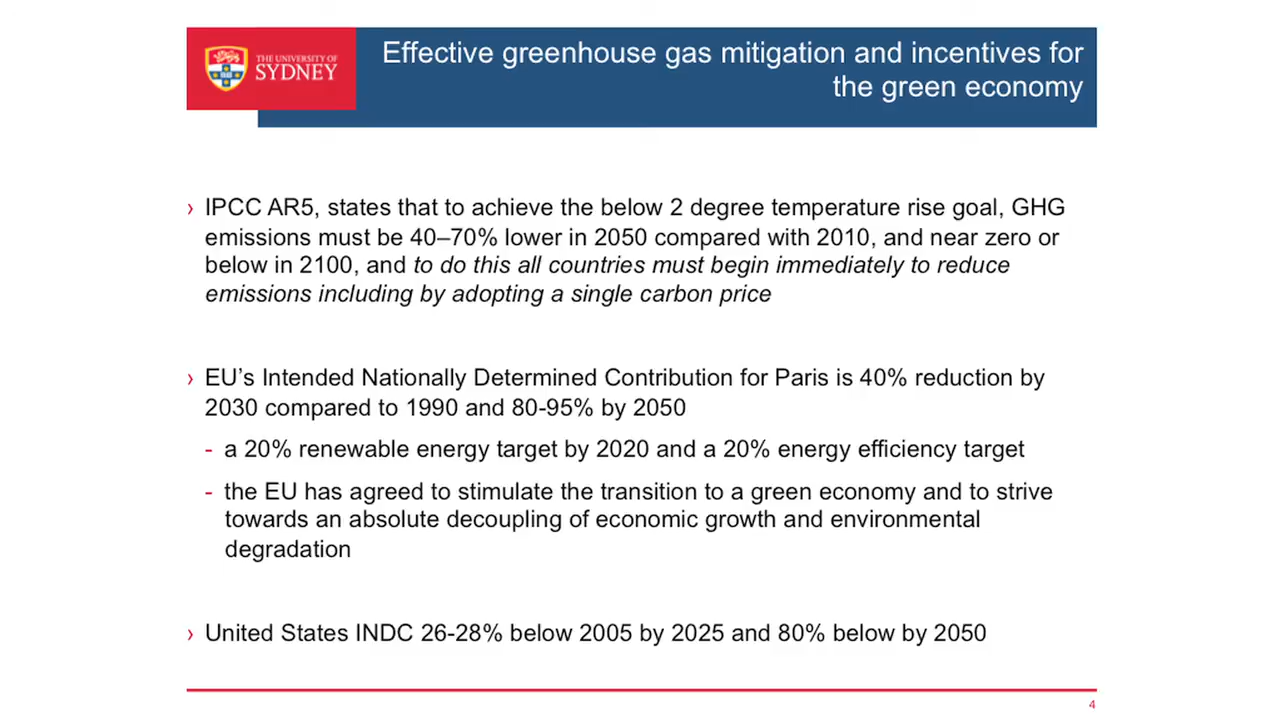 THE UNIVERSITY OF
SYDNEY
Effective greenhouse gas mitigation and incentives for
the green economy
› IPCC AR5, states that to achieve the below 2 degree temperature rise goal, GHG
emissions must be 40–70% lower in 2050 compared with 2010, and near zero or
below in 2100, and to do this all countries must begin immediately to reduce
emissions including by adopting a single carbon price
› EU’s Intended Nationally Determined Contribution for Paris is 40% reduction by
2030 compared to 1990 and 80-95% by 2050
- a 20% renewable energy target by 2020 and a 20% energy efficiency target
- the EU has agreed to stimulate the transition to a green economy and to strive
towards an absolute decoupling of economic growth and environmental
degradation
› United States INDC 26-28% below 2005 by 2025 and 80% below by 2050
4